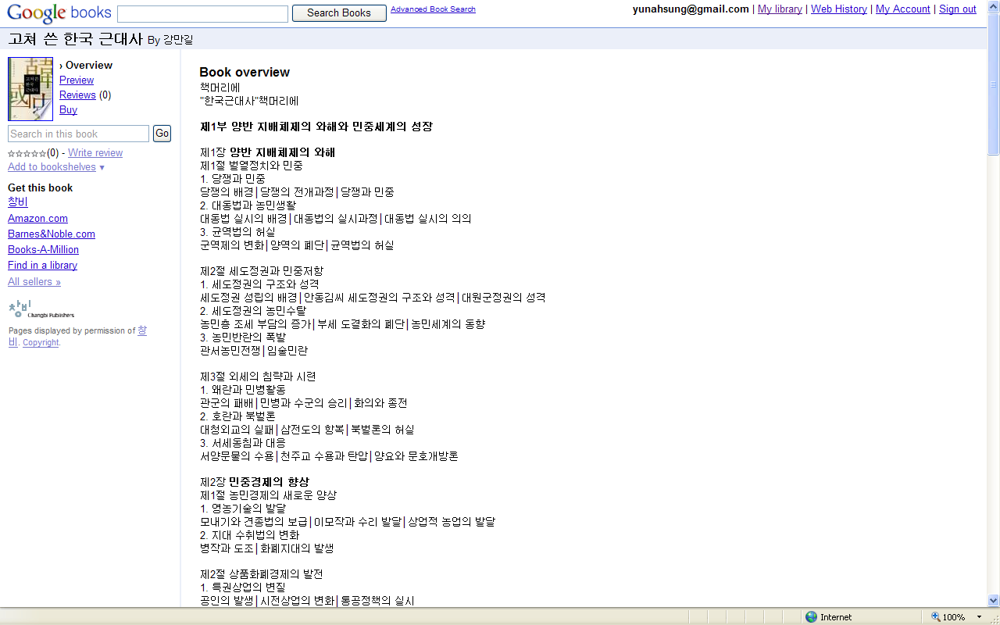 Google books Search Books Advanced Book Search yunahsung@gmail.com | My library | Web History | My Account | Sign out
고쳐 쓴 한국 근대사 By 강만길
고쳐 쓴
한국
근대사
› Overview
Preview
Reviews (0)
Buy
Search in this book Go
☆☆☆☆☆(0) - Write review
Add to bookshelves ▼
Get this book
창비
Amazon.com
Barnes&Noble.com
Books-A-Million
Find in a library
All sellers »
창비
Changbi Publishers
Pages displayed by permission of 창
비. Copyright.
Book overview
책머리에
"한국근대사"책머리에
제1부 양반 지배체제의 와해와 민중세계의 성장
제1장 양반 지배체제의 와해
제1절 벌열정치와 민중
1. 당쟁과 민중
당쟁의 배경|당쟁의 전개과정|당쟁과 민중
2. 대동법과 농민생활
대동법 실시의 배경|대동법의 실시과정|대동법 실시의 의의
3. 균역법의 허실
군역제의 변화|양역의 폐단|균역법의 허실
제2절 세도정권과 민중저항
1. 세도정권의 구조와 성격
세도정권 성립의 배경|안동김씨 세도정권의 구조와 성격|대원군정권의 성격
2. 세도정권의 농민수탈
농민층 조세 부담의 증가|부세 도결화의 폐단|농민세계의 동향
3. 농민반란의 폭발
관서농민전쟁|임술민란
제3절 외세의 침략과 시련
1. 왜란과 민병활동
관군의 패배|민병과 수군의 승리|화의와 종전
2. 호란과 북벌론
대청외교의 실패|삼전도의 항복|북벌론의 허실
3. 서세동침과 대응
서양문물의 수용|천주교 수용과 탄압|양요와 문호개방론
제2장 민중경제의 향상
제1절 농민경제의 새로운 양상
1. 영농기술의 발달
모내기와 견종법의 보급|이모작과 수리 발달|상업적 농업의 발달
2. 지대 수취법의 변화
병작과 도조|화폐지대의 발생
제2절 상품화폐경제의 발전
1. 특권상업의 변질
공인의 발생|시전상업의 변화|통공정책의 실시
Internet 100%